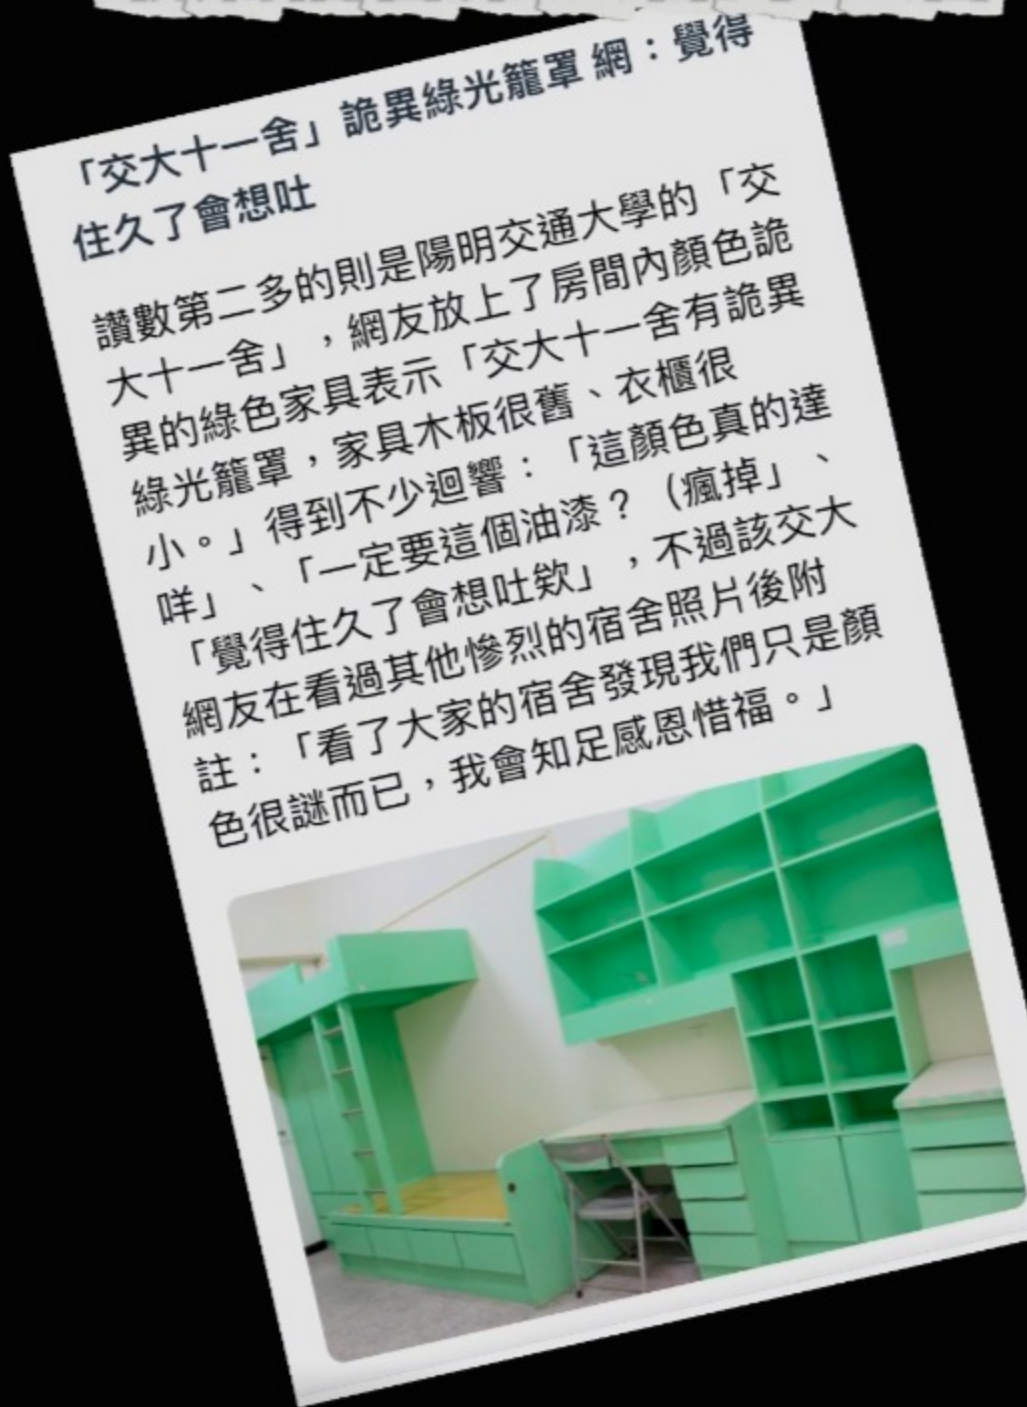 「交大十一舍」詭異綠光籠罩 網：覺得
住久了會想吐
讚數第二多的則是陽明交通大學的「交
大十一舍」，網友放上了房間內顏色詭
異的綠色家具表示「交大十一舍有詭異
綠光籠罩，家具木板很舊、衣櫃很
小。」得到不少迴響：「這顏色真的達
咩」、「一定要這個油漆？（瘋掉」、
「覺得住久了會想吐欸」，不過該交大
網友在看過其他慘烈的宿舍照片後附
註：「看了大家的宿舍發現我們只是顏
色很謎而已，我會知足感恩惜福。」